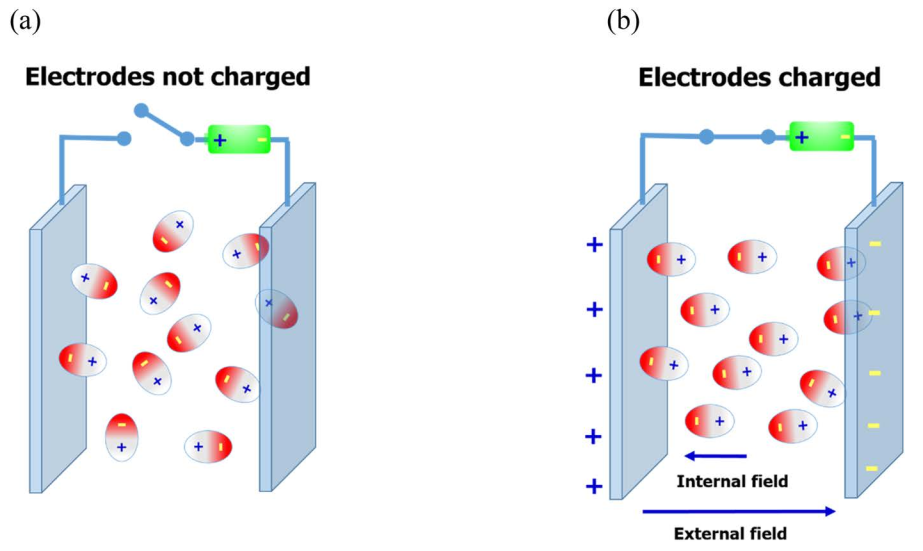 (a)
(b)
Electrodes not charged
Electrodes charged
Internal field
External field